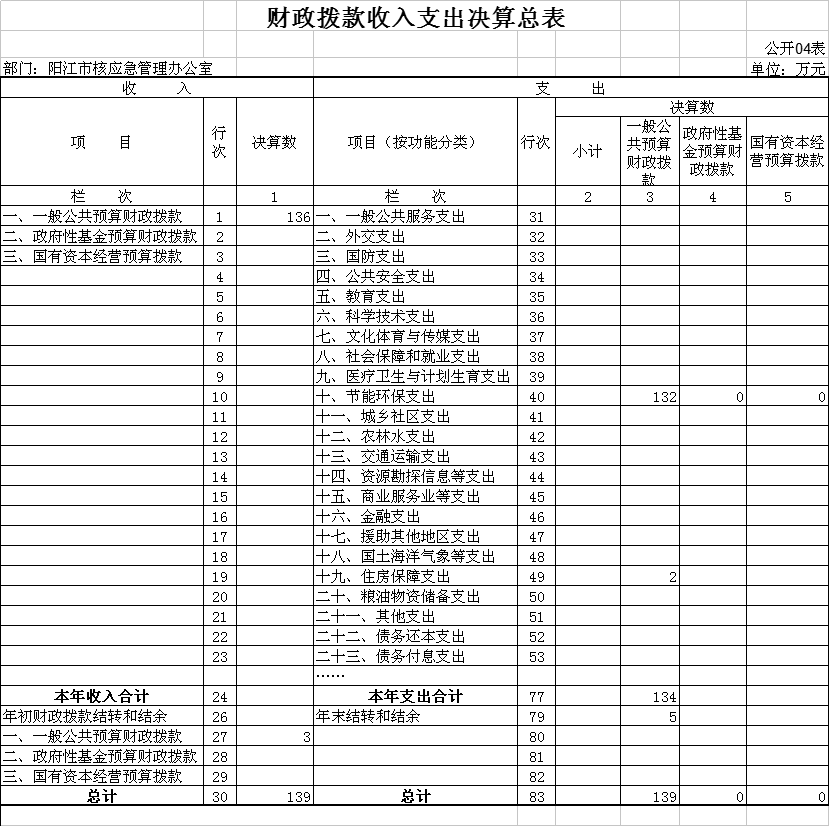 财政拨款收入支出决算总表
公开04表
部门：阳江市核应急管理办公室 单位：万元
收 入 支 出
项 目 行次 决算数 项目（按功能分类） 行次 决算数
小计 一般公共预算财政拨款 政府性基金预算财政拨款 国有资本经营预算拨款
栏 次 1 栏 次 2 3 4 5
一、一般公共预算财政拨款 1 136 一、一般公共服务支出 31
二、政府性基金预算财政拨款 2 二、外交支出 32
三、国有资本经营预算拨款 3 三、国防支出 33
4 四、公共安全支出 34
5 五、教育支出 35
6 六、科学技术支出 36
7 七、文化体育与传媒支出 37
8 八、社会保障和就业支出 38
9 九、医疗卫生与计划生育支出 39
10 十、节能环保支出 40 132 0 0
11 十一、城乡社区支出 41
12 十二、农林水支出 42
13 十三、交通运输支出 43
14 十四、资源勘探信息等支出 44
15 十五、商业服务业等支出 45
16 十六、金融支出 46
17 十七、援助其他地区支出 47
18 十八、国土海洋气象等支出 48
19 十九、住房保障支出 49 2
20 二十、粮油物资储备支出 50
21 二十一、其他支出 51
22 二十二、债务还本支出 52
23 二十三、债务付息支出 53
……
本年收入合计 24 本年支出合计 77 134
年初财政拨款结转和结余 26 年末结转和结余 79 5
一、一般公共预算财政拨款 27 3 80
二、政府性基金预算财政拨款 28 81
三、国有资本经营预算拨款 29 82
总计 30 139 总计 83 139 0 0